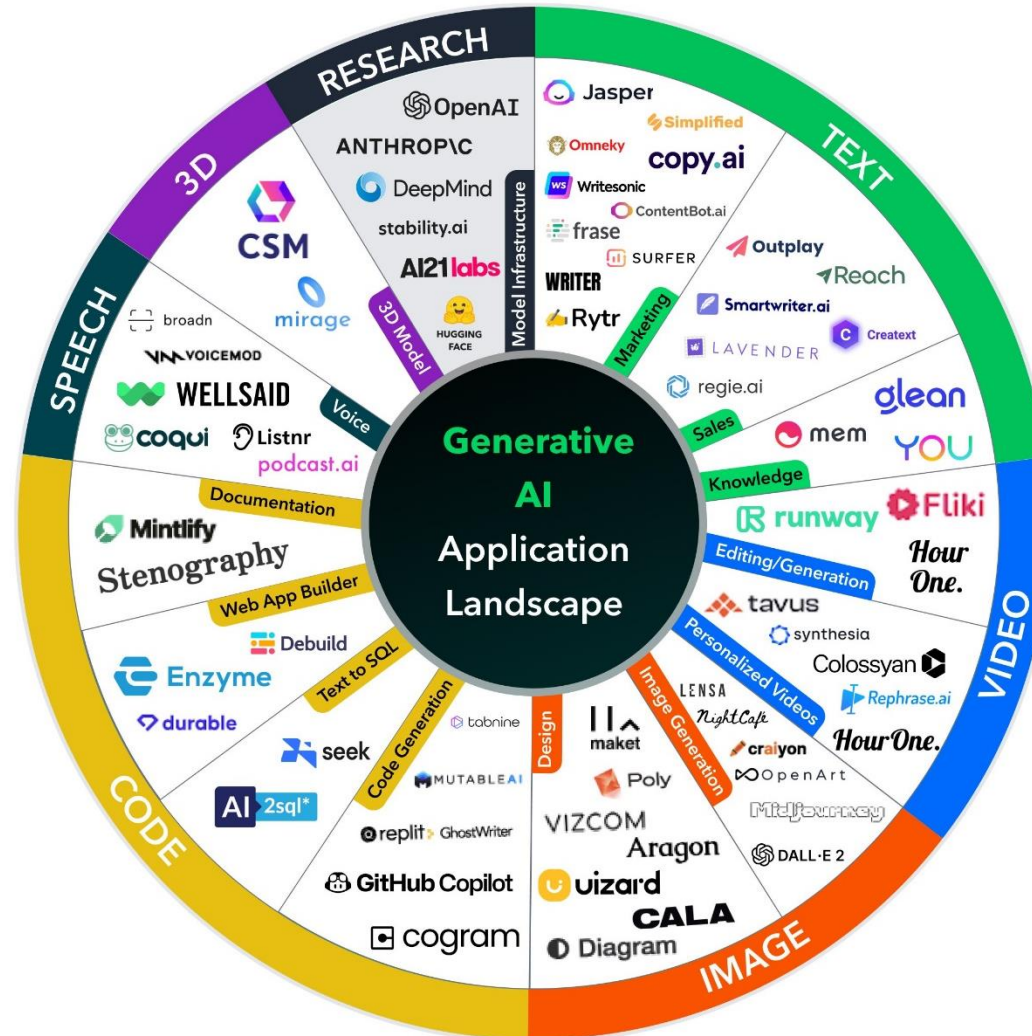 RESEARCH
OpenAI
ANTHROP\C
DeepMind
stability.ai
AI21labs
HUGGING
FACE
Model Infrastructure
TEXT
Jasper
Simplified
Omneky
copy.ai
WS Writesonic
ContentBot.ai
frase
SURFER
WRITER
Rytr
Marketing
Outplay
Reach
Smartwriter.ai
C Creatext
LAVENDER
regie.ai
Sales
glean
mem
YOU
Knowledge
VIDEO
runway
Fliki
Hour
One.
Editing/Generation
tavus
synthesia
Colossyan
Rephrase.ai
HourOne.
Personalized Videos
IMAGE
LENSA
NightCafé
craiyon
OpenArt
Midjourney
DALL·E 2
Image Generation
maket
Poly
VIZCOM
Aragon
uizard
CALA
Diagram
Design
CODE
tabnine
MUTABLEAI
replit GhostWriter
GitHub Copilot
cogram
Code Generation
seek
AI 2sql*
Text to SQL
Debuild
Enzyme
durable
Web App Builder
Mintlify
Stenography
Documentation
SPEECH
broadn
VOICEMOD
WELLSAID
coqui
Listnr
podcast.ai
Voice
3D
CSM
mirage
3D Model
Generative
AI
Application
Landscape